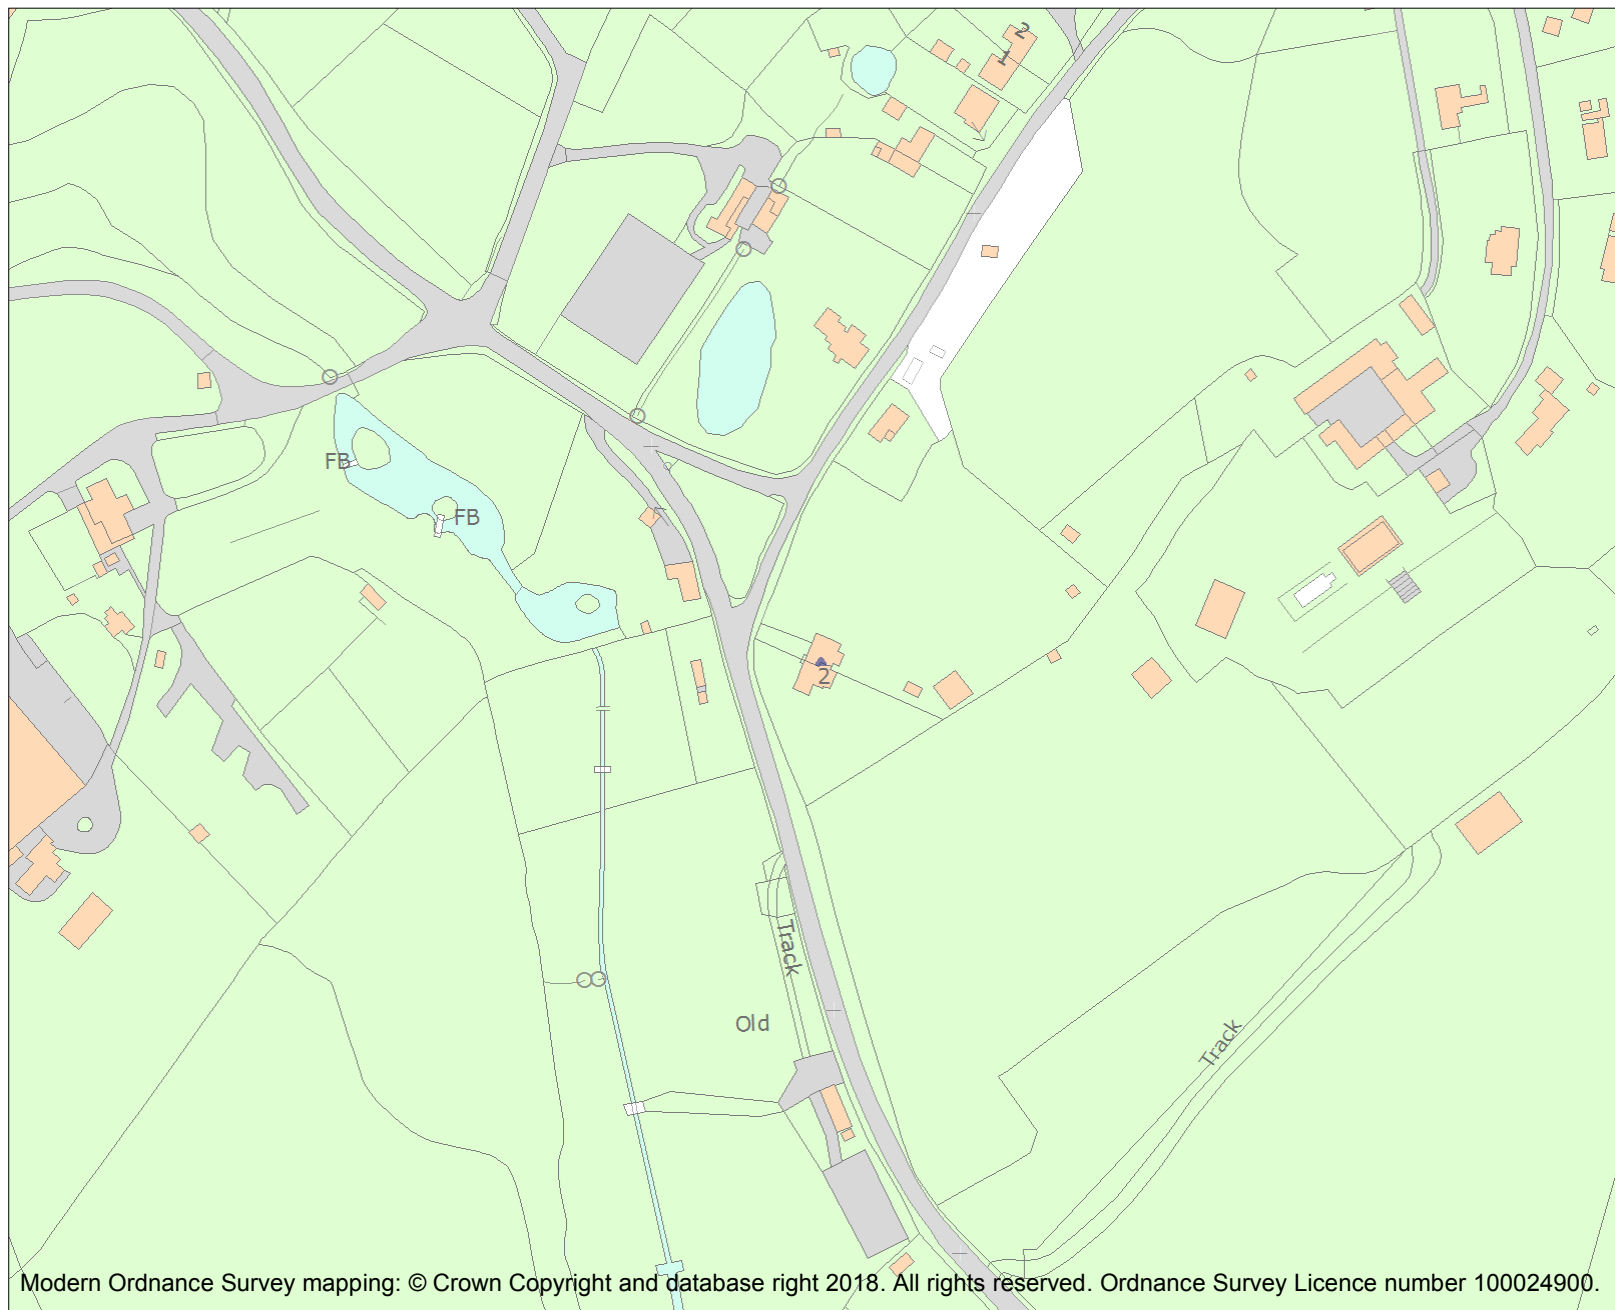 2
1
FB
FB
2
Track
Old
Track
Modern Ordnance Survey mapping: © Crown Copyright and database right 2018. All rights reserved. Ordnance Survey Licence number 100024900.